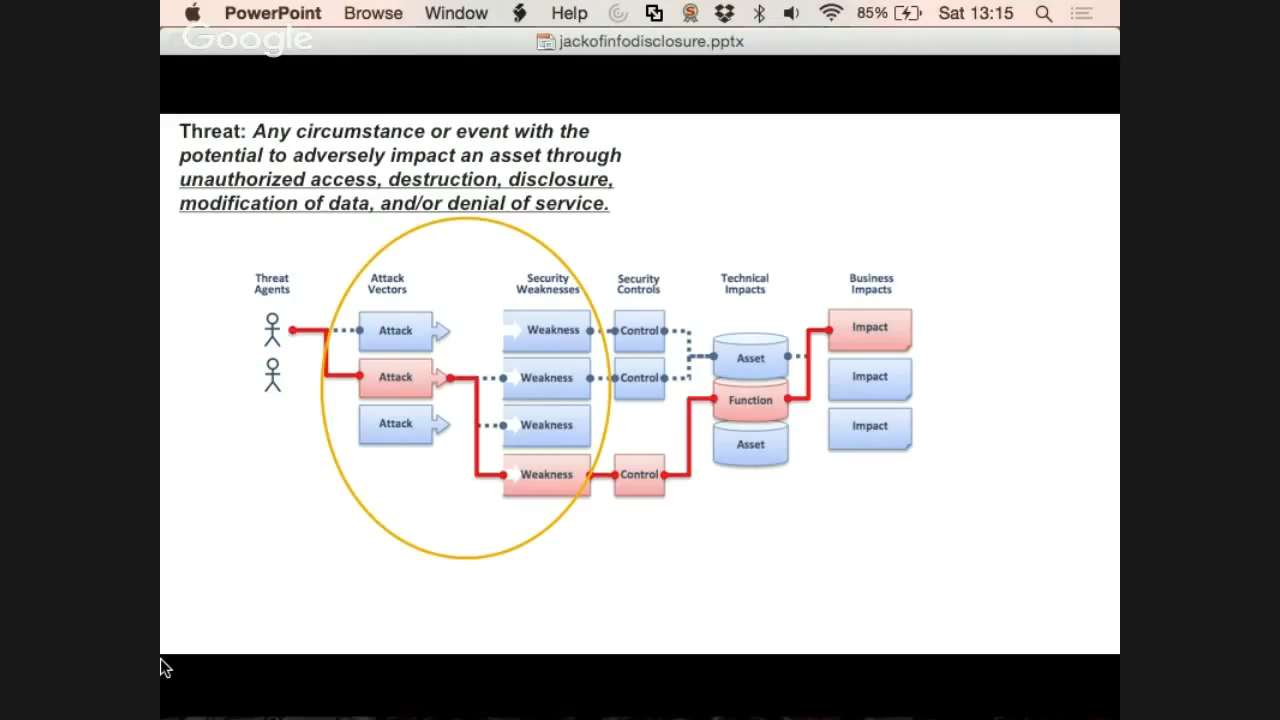 PowerPoint Browse Window Help 85% Sat 13:15
Google
jackofinfodisclosure.pptx
Threat: Any circumstance or event with the
potential to adversely impact an asset through
unauthorized access, destruction, disclosure,
modification of data, and/or denial of service.
Threat
Agents
Attack
Vectors
Security
Weaknesses
Security
Controls
Technical
Impacts
Business
Impacts
Attack
Attack
Attack
Weakness
Weakness
Weakness
Weakness
Control
Control
Control
Asset
Function
Asset
Impact
Impact
Impact